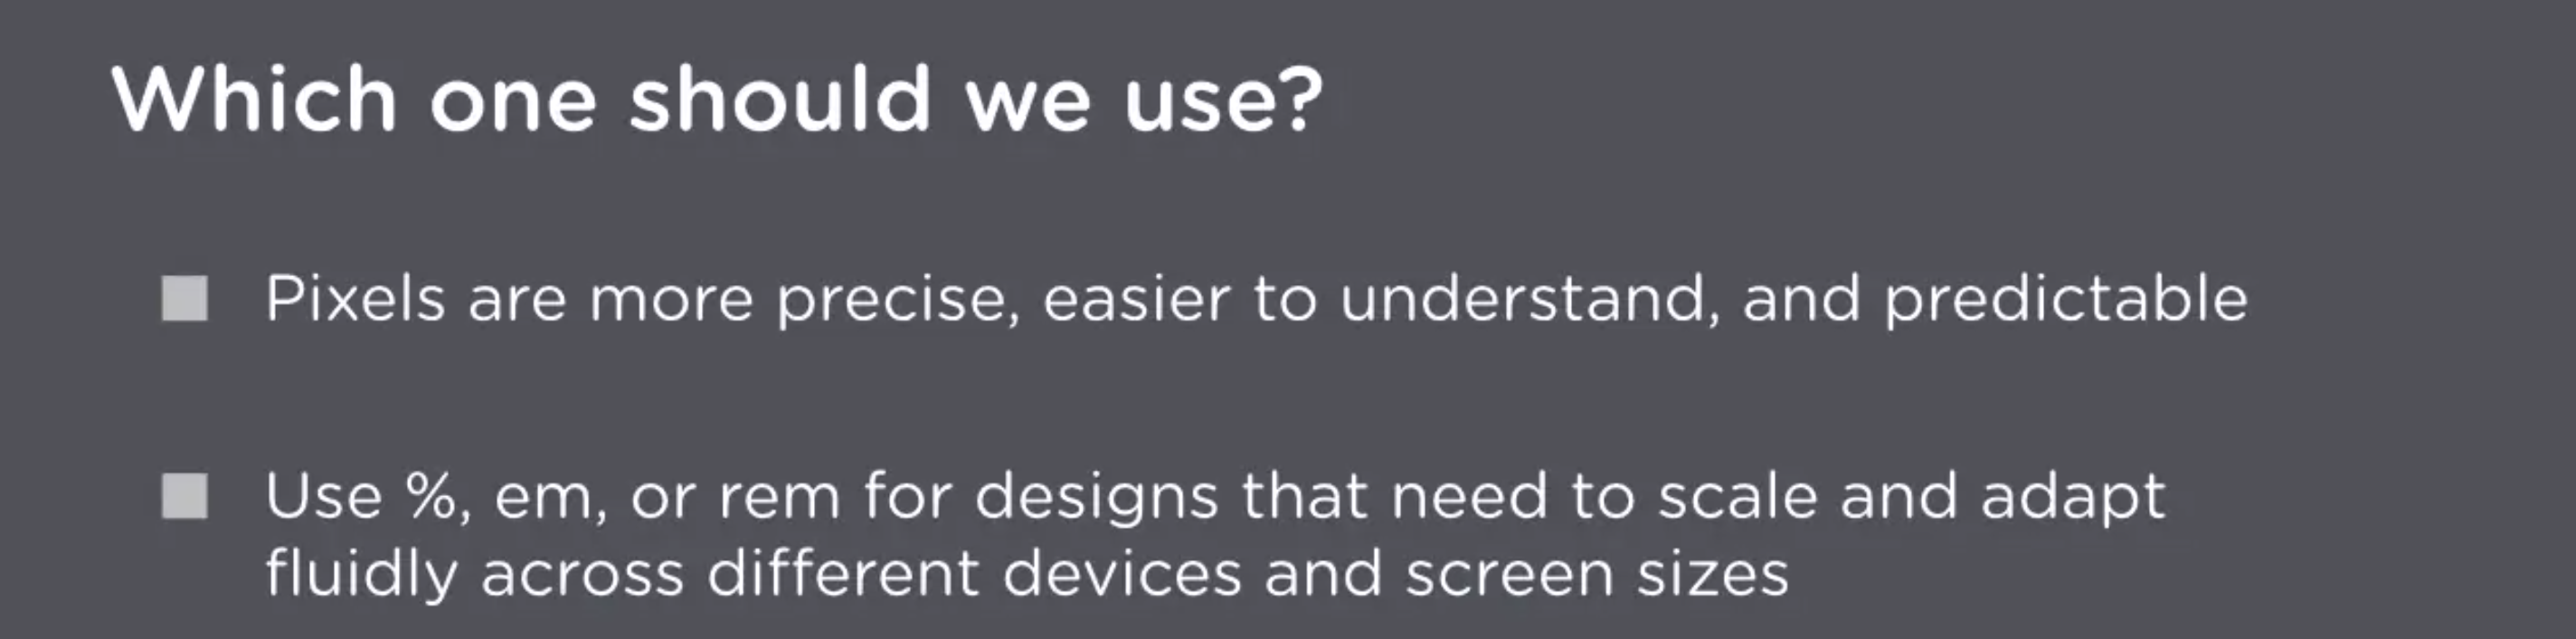 Which one should we use?
Pixels are more precise, easier to understand, and predictable
Use %, em, or rem for designs that need to scale and adapt
fluidly across different devices and screen sizes